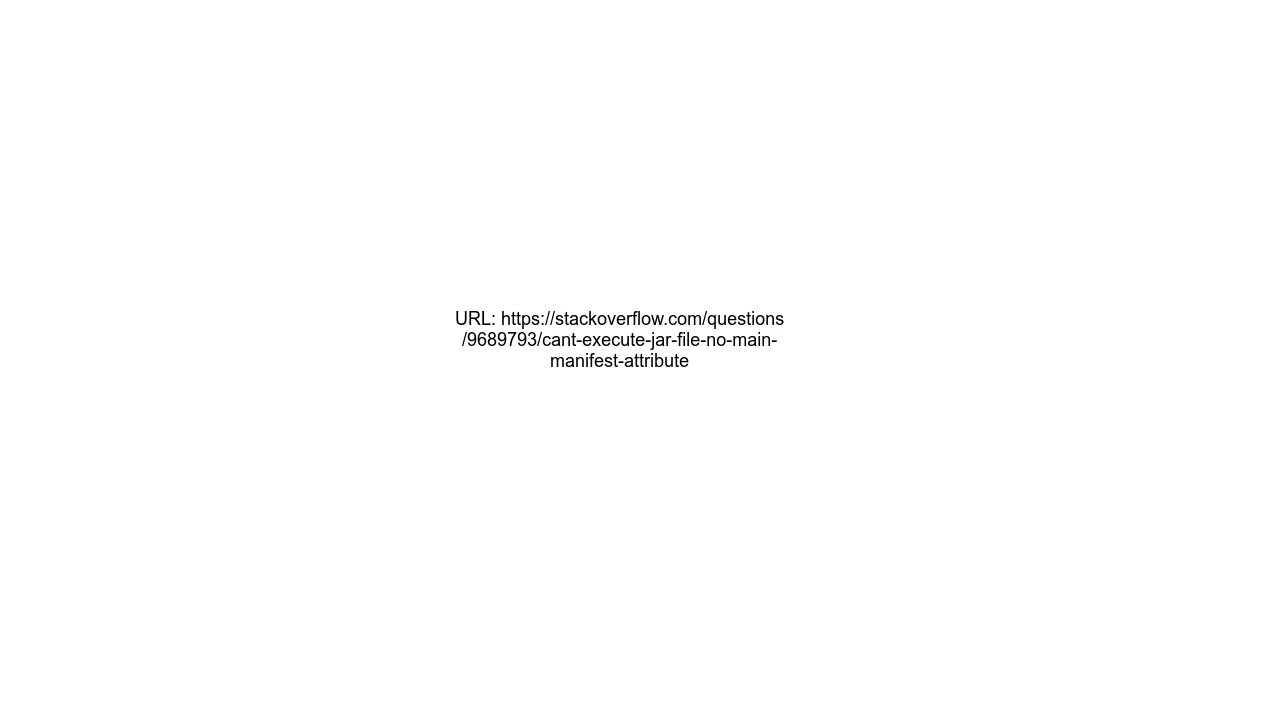 URL: https://stackoverflow.com/questions
/9689793/cant-execute-jar-file-no-main-
manifest-attribute